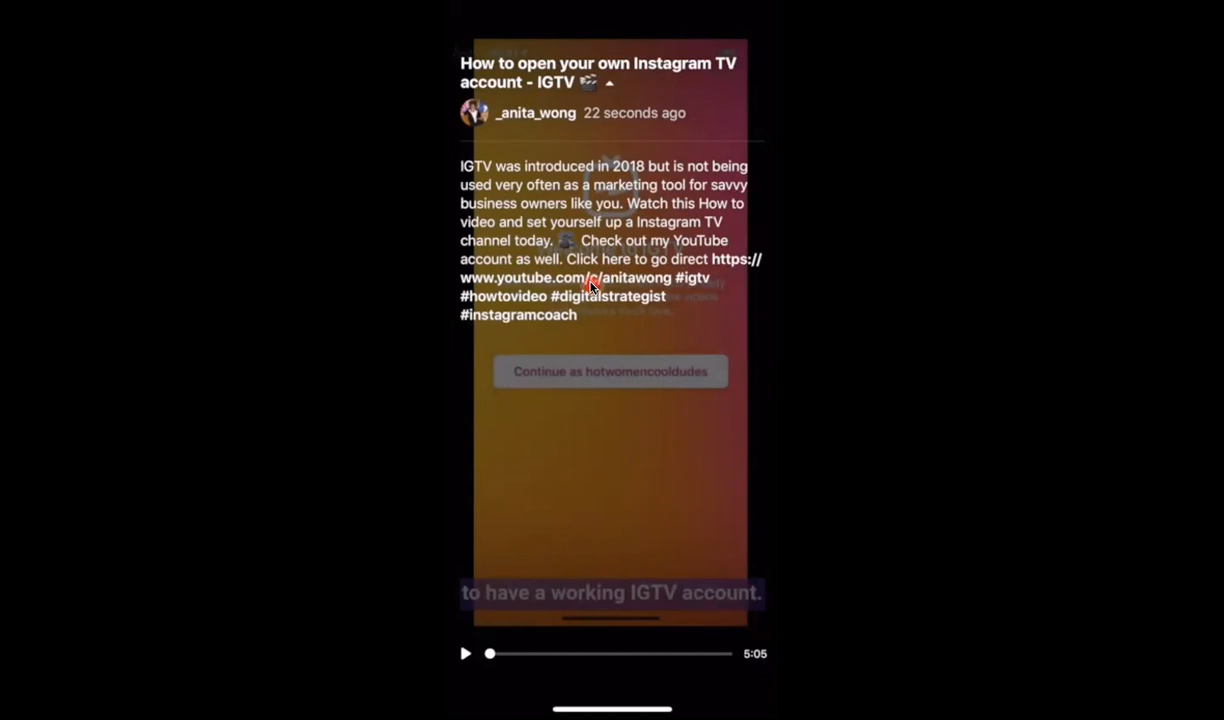 How to open your own Instagram TV
account - IGTV 🎬
_anita_wong 22 seconds ago
IGTV was introduced in 2018 but is not being
used very often as a marketing tool for savvy
business owners like you. Watch this How to
video and set yourself up a Instagram TV
channel today. Check out my YouTube
account as well. Click here to go direct https://
www.youtube.com/c/anitawong #igtv
#howtovideo #digitalstrategist
#instagramcoach
Continue as hotwomencooldudes
to have a working IGTV account.
5:05